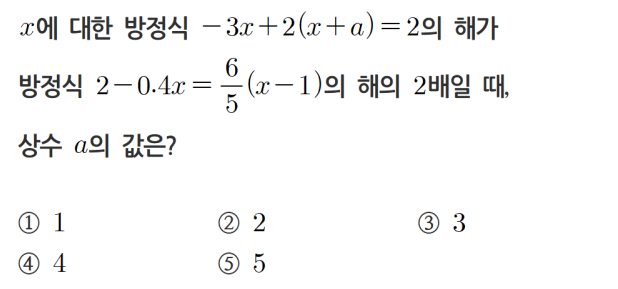 x에 대한 방정식 −3x+2(x+a)=2의 해가
방정식 2−0.4x=6/5(x−1)의 해의 2배일 때,
상수 a의 값은?
① 1 ② 2 ③ 3
④ 4 ⑤ 5